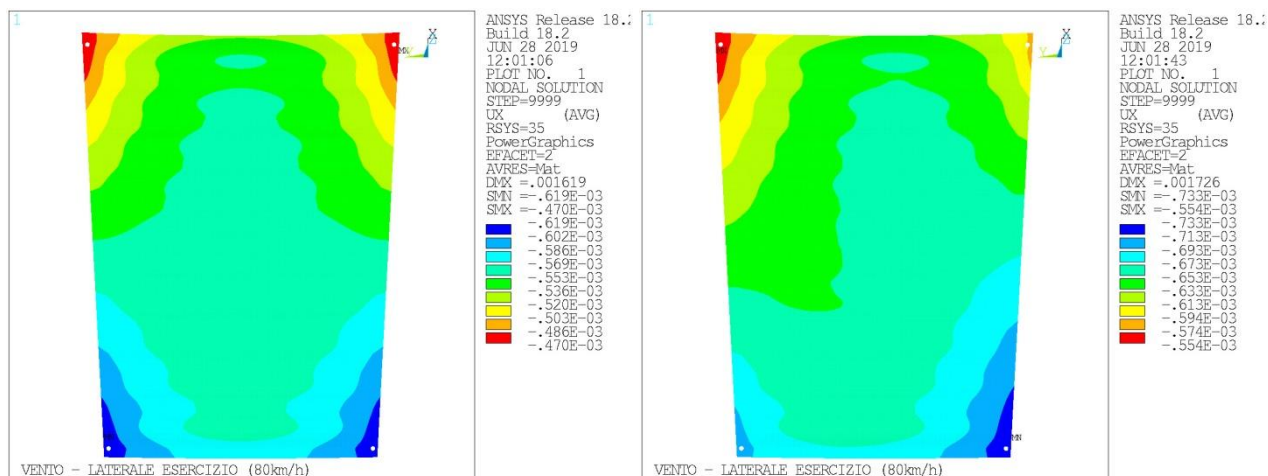 1
ANSYS Release 18.2
Build 18.2
JUN 28 2019
12:01:06
PLOT NO. 1
NODAL SOLUTION
STEP=9999
UX (AVG)
RSYS=35
PowerGraphics
EFACET=2
AVRES=Mat
DMX =.001619
SMN =-.619E-03
SMX =-.470E-03
-.619E-03
-.602E-03
-.586E-03
-.569E-03
-.553E-03
-.536E-03
-.520E-03
-.503E-03
-.486E-03
-.470E-03
X
Y
Z
MX
VENTO - LATERALE ESERCIZIO (80km/h)
1
ANSYS Release 18.2
Build 18.2
JUN 28 2019
12:01:43
PLOT NO. 1
NODAL SOLUTION
STEP=9999
UX (AVG)
RSYS=35
PowerGraphics
EFACET=2
AVRES=Mat
DMX =.001726
SMN =-.733E-03
SMX =-.554E-03
-.733E-03
-.713E-03
-.693E-03
-.673E-03
-.653E-03
-.633E-03
-.613E-03
-.594E-03
-.574E-03
-.554E-03
X
Y
Z
MN
VENTO - LATERALE ESERCIZIO (80km/h)